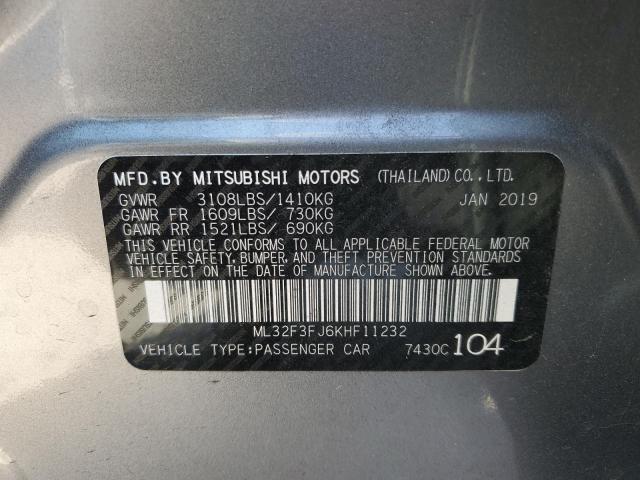 MFD.BY MITSUBISHI MOTORS (THAILAND) CO., LTD.
GVWR 3108LBS/1410KG JAN 2019
GAWR FR 1609LBS/ 730KG
GAWR RR 1521LBS/ 690KG
THIS VEHICLE CONFORMS TO ALL APPLICABLE FEDERAL MOTOR
VEHICLE SAFETY, BUMPER, AND THEFT PREVENTION STANDARDS
IN EFFECT ON THE DATE OF MANUFACTURE SHOWN ABOVE.
ML32F3FJ6KHF11232
VEHICLE TYPE:PASSENGER CAR 7430C 104